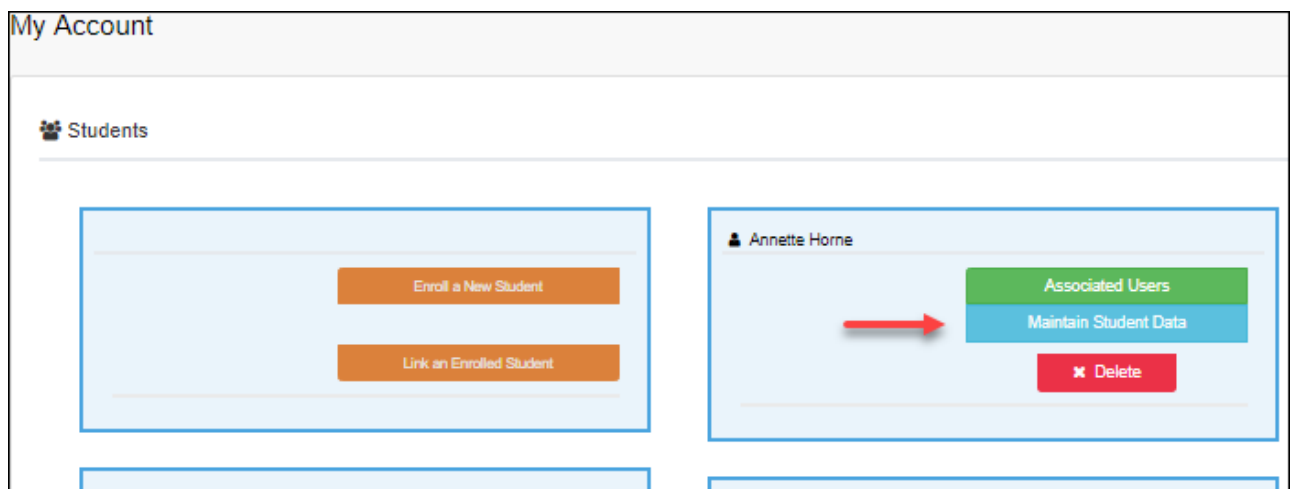 My Account
Students
Enroll a New Student
Link an Enrolled Student
Annette Horne
Associated Users
Maintain Student Data
Delete